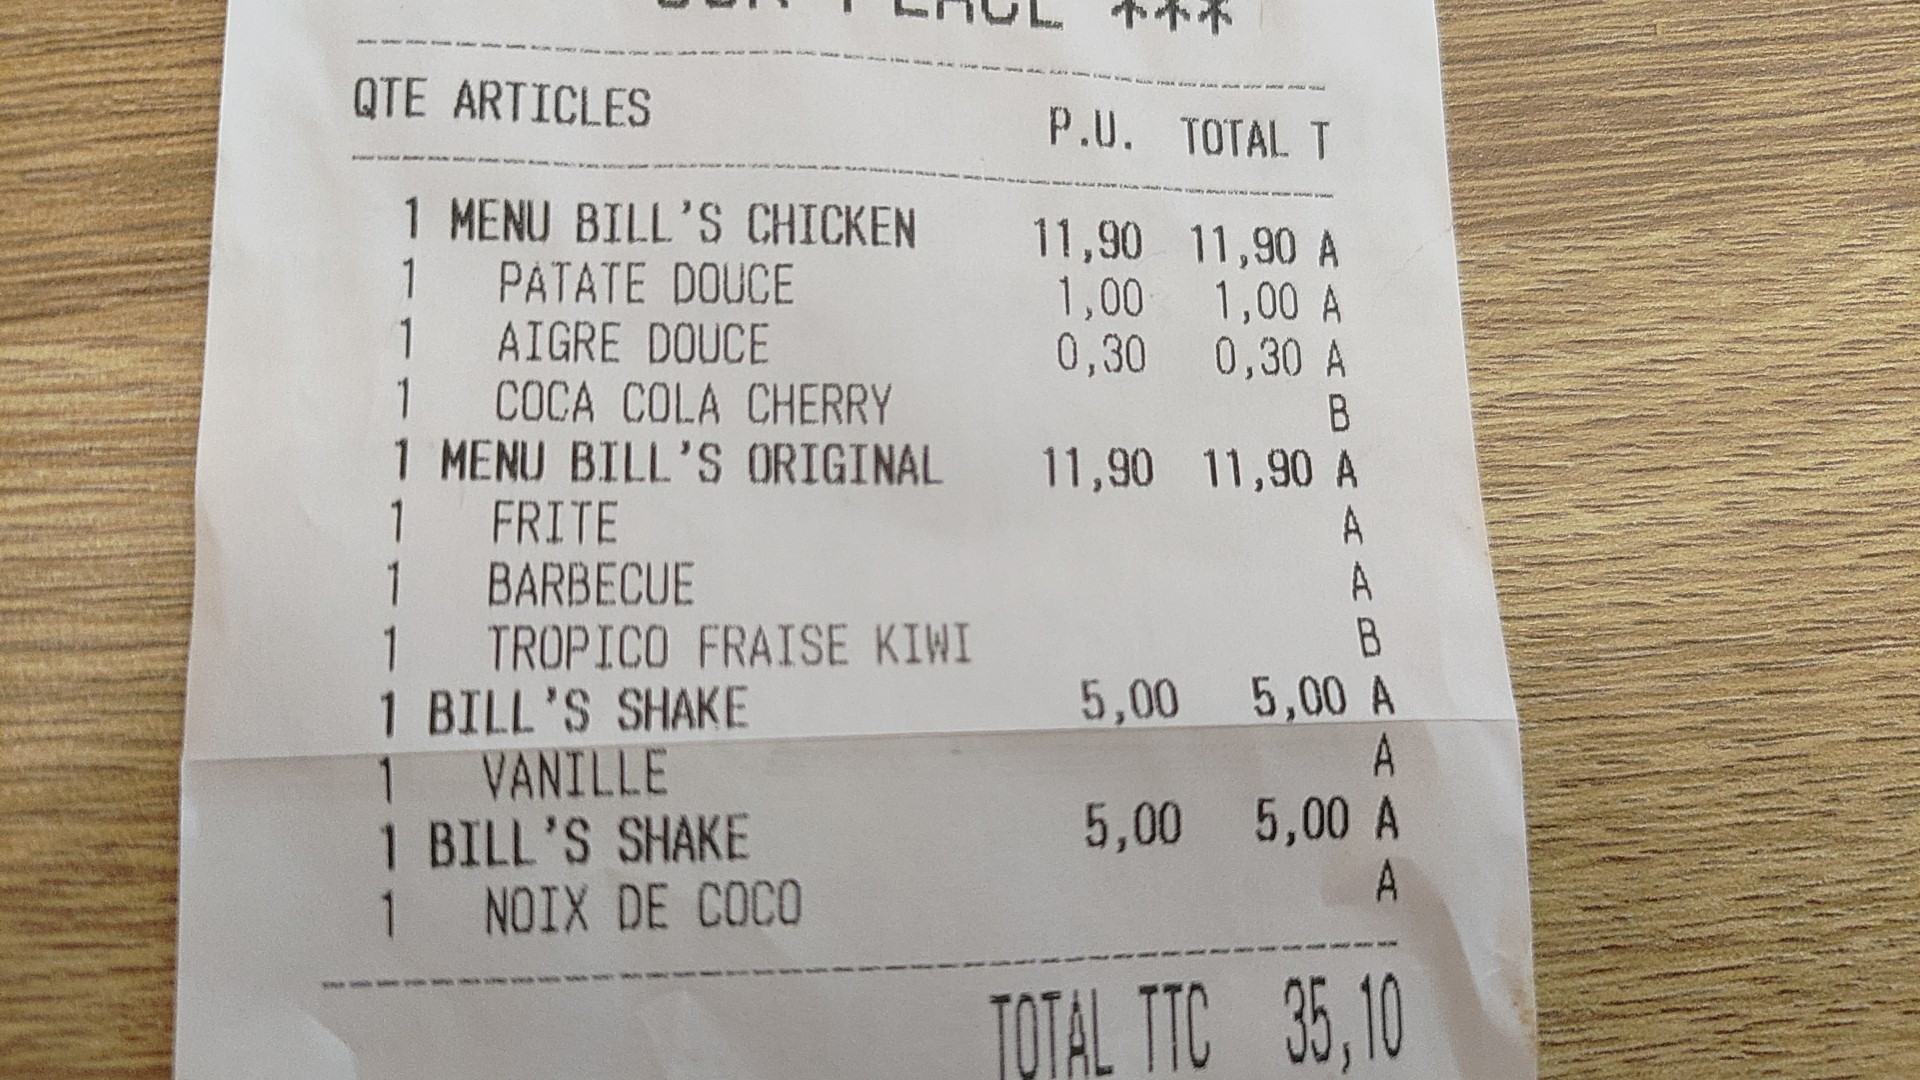 SUR PLACE ***
QTE ARTICLES P.U. TOTAL T
1 MENU BILL'S CHICKEN 11,90 11,90 A
1 PATATE DOUCE 1,00 1,00 A
1 AIGRE DOUCE 0,30 0,30 A
1 COCA COLA CHERRY B
1 MENU BILL'S ORIGINAL 11,90 11,90 A
1 FRITE A
1 BARBECUE A
1 TROPICO FRAISE KIWI B
1 BILL'S SHAKE 5,00 5,00 A
1 VANILLE A
1 BILL'S SHAKE 5,00 5,00 A
1 NOIX DE COCO A
TOTAL TTC 35,10